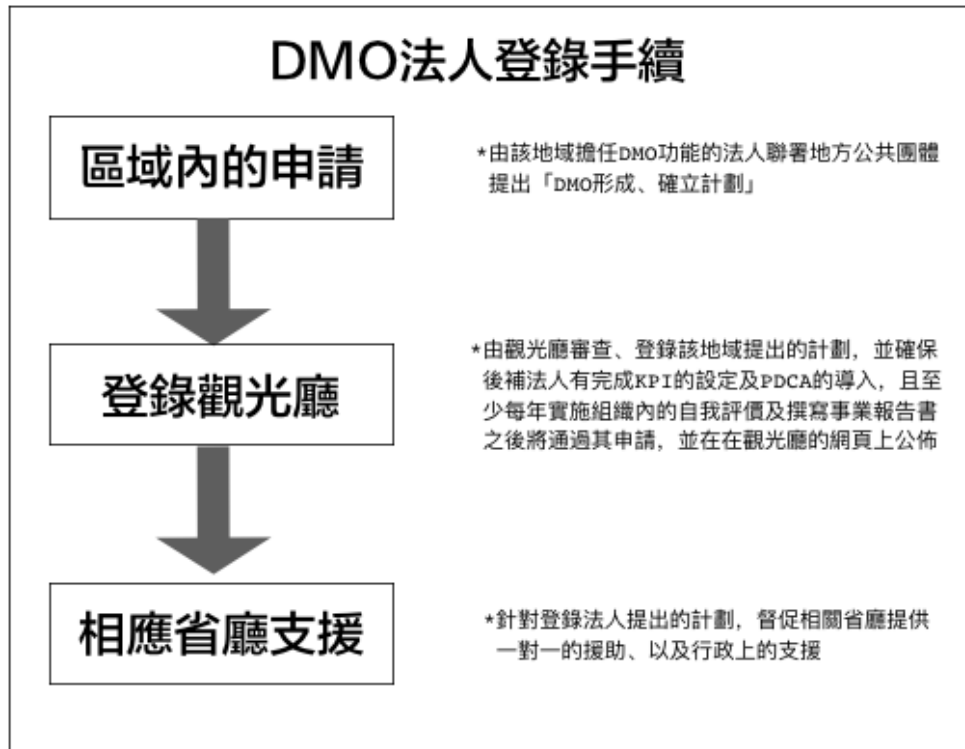 DMO法人登錄手續
區域內的申請
*由該地域擔任DMO功能的法人聯署地方公共團體
提出「DMO形成、確立計劃」
登錄觀光廳
*由觀光廳審查、登錄該地域提出的計劃，並確保
後補法人有完成KPI的設定及PDCA的導入，且至
少每年實施組織內的自我評價及撰寫事業報告書
之後將通過其申請，並在在觀光廳的網頁上公佈
相應省廳支援
*針對登錄法人提出的計劃，督促相關省廳提供
一對一的援助、以及行政上的支援